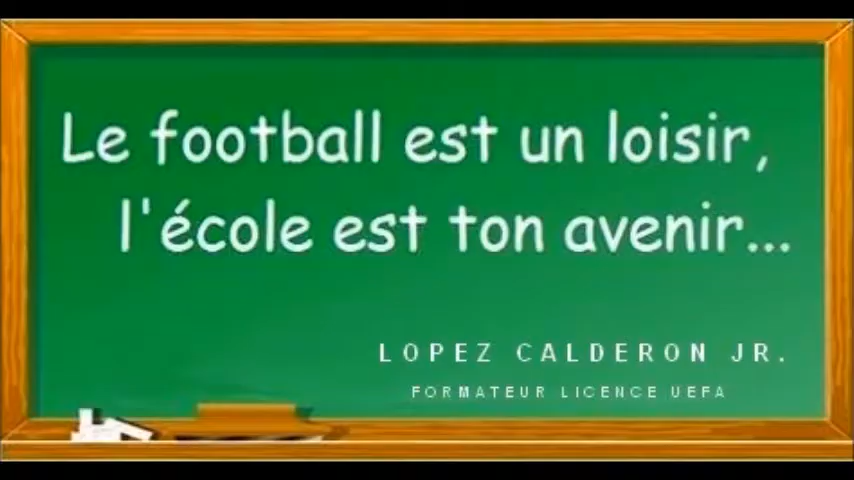 Le football est un loisir,
l'école est ton avenir...
LOPEZ CALDERON JR.
FORMATEUR LICENCE UEFA